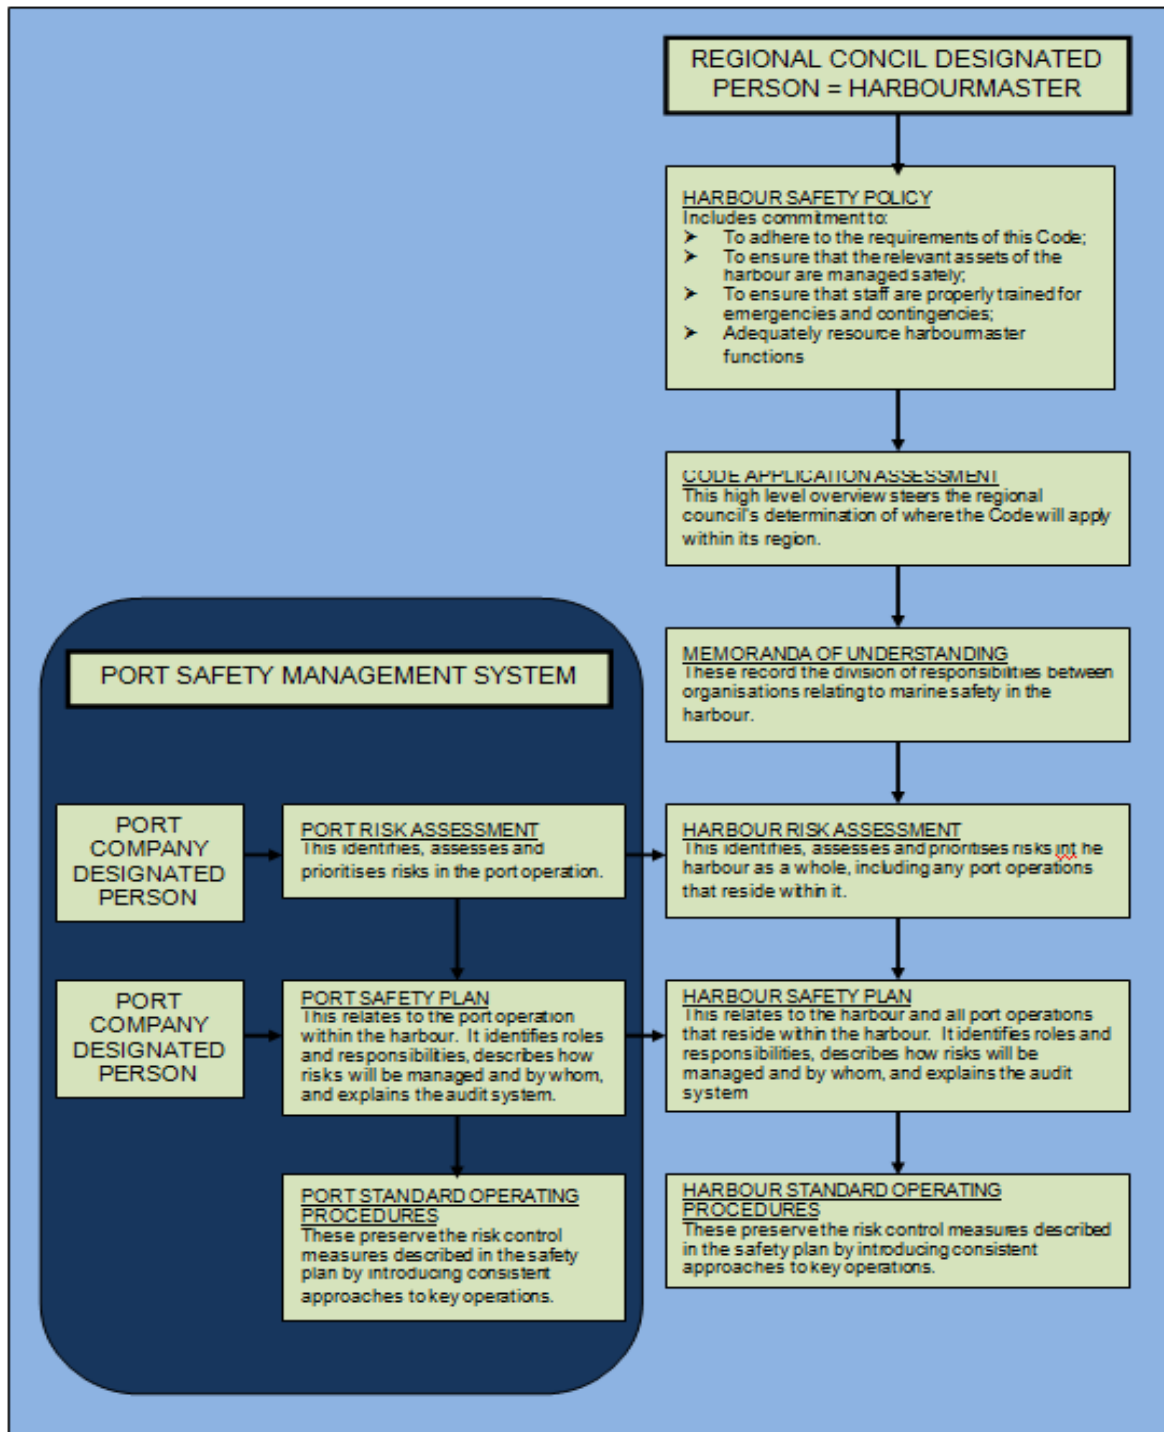 REGIONAL CONCIL DESIGNATED
PERSON = HARBOURMASTER
HARBOUR SAFETY POLICY
Includes commitment to:
➢ To adhere to the requirements of this Code;
➢ To ensure that the relevant assets of the
harbour are managed safely;
➢ To ensure that staff are properly trained for
emergencies and contingencies;
➢ Adequately resource harbourmaster
functions
CODE APPLICATION ASSESSMENT
This high level overview steers the regional
council's determination of where the Code will apply
within its region.
MEMORANDA OF UNDERSTANDING
These record the division of responsibilities between
organisations relating to marine safety in the
harbour.
PORT SAFETY MANAGEMENT SYSTEM
PORT
COMPANY
DESIGNATED
PERSON
PORT RISK ASSESSMENT
This identifies, assesses and
prioritises risks in the port operation.
HARBOUR RISK ASSESSMENT
This identifies, assesses and prioritises risks int he
harbour as a whole, including any port operations
that reside within it.
PORT
COMPANY
DESIGNATED
PERSON
PORT SAFETY PLAN
This relates to the port operation
within the harbour. It identifies roles
and responsibilities, describes how
risks will be managed and by whom,
and explains the audit system.
HARBOUR SAFETY PLAN
This relates to the harbour and all port operations
that reside within the harbour. It identifies roles and
responsibilities, describes how risks will be
managed and by whom, and explains the audit
system
PORT STANDARD OPERATING
PROCEDURES
These preserve the risk control
measures described in the safety
plan by introducing consistent
approaches to key operations.
HARBOUR STANDARD OPERATING
PROCEDURES
These preserve the risk control measures described
in the safety plan by introducing consistent
approaches to key operations.